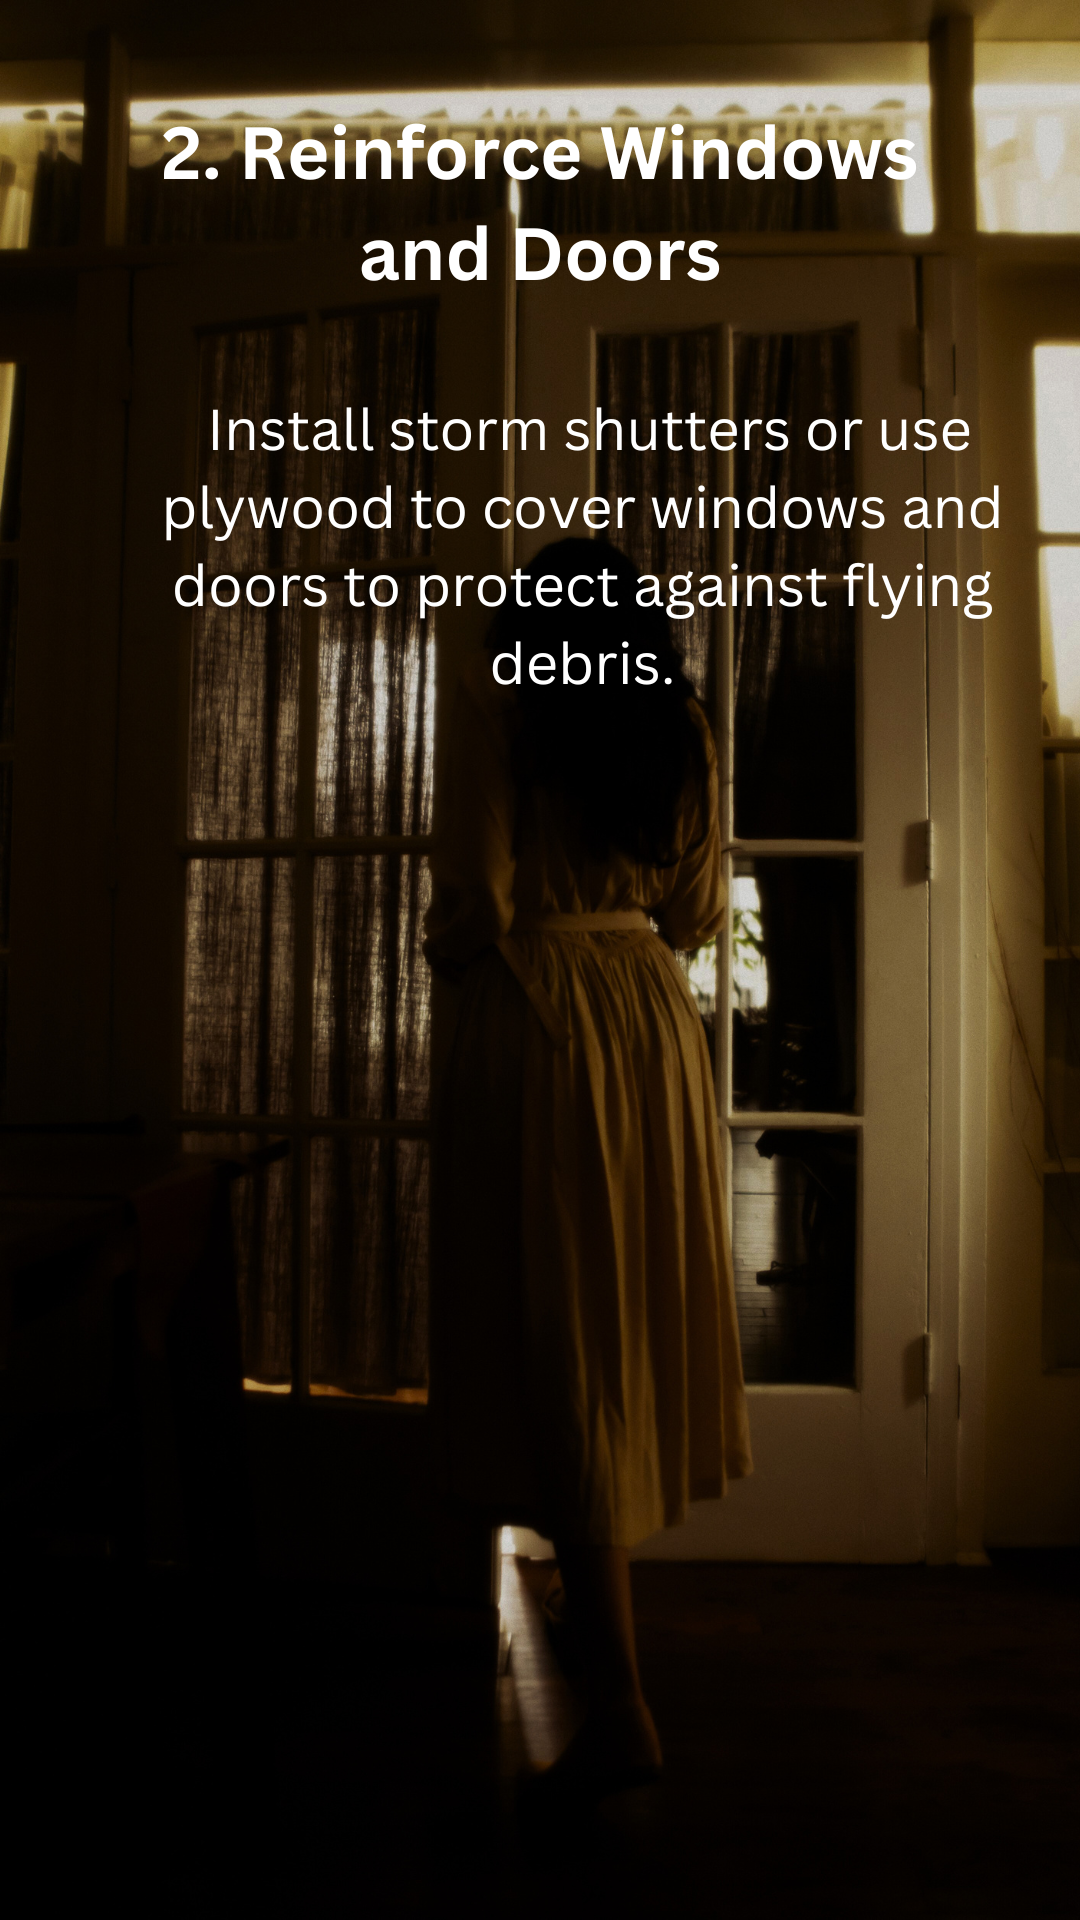 2. Reinforce Windows
and Doors
Install storm shutters or use
plywood to cover windows and
doors to protect against flying
debris.